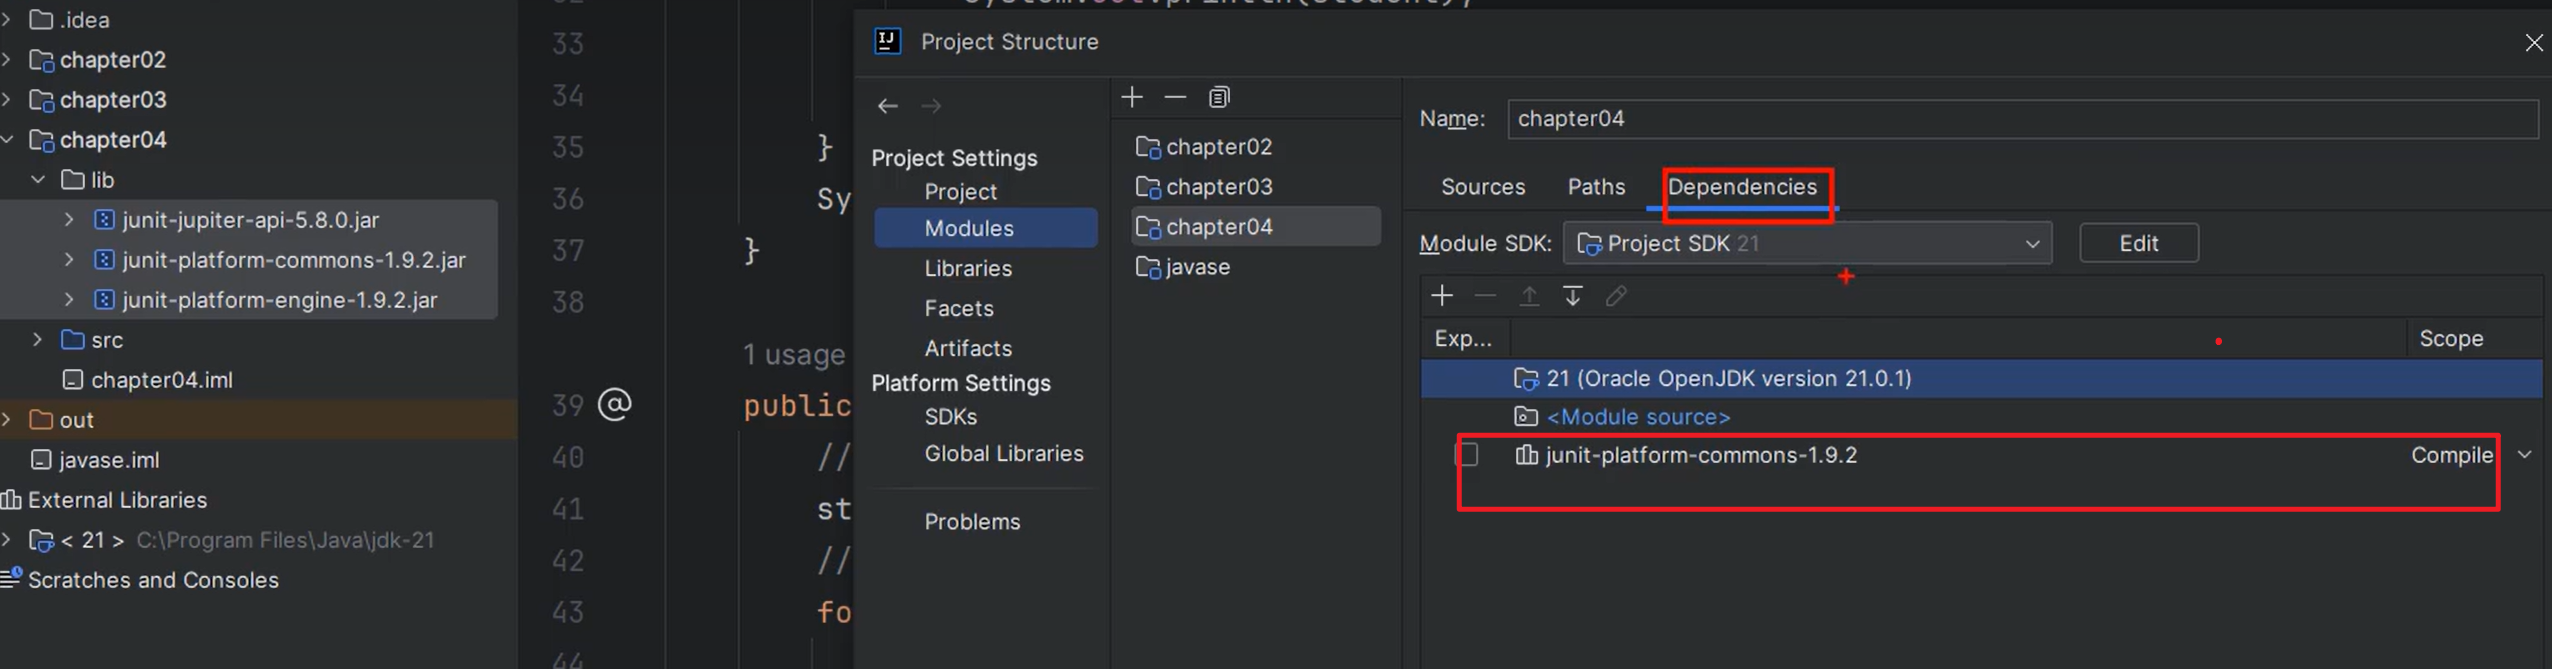 .idea
chapter02
chapter03
chapter04
lib
junit-jupiter-api-5.8.0.jar
junit-platform-commons-1.9.2.jar
junit-platform-engine-1.9.2.jar
src
chapter04.iml
out
javase.iml
External Libraries
< 21 > C:\Program Files\Java\jdk-21
Scratches and Consoles
33
34
35 }
36 Sy
37 }
38
1 usage
39 @ public
40 //
41 st
42 //
43 fo
44
Project Structure
Project Settings
Project
Modules
Libraries
Facets
Artifacts
Platform Settings
SDKs
Global Libraries
Problems
chapter02
chapter03
chapter04
javase
Name: chapter04
Sources Paths Dependencies
Module SDK: Project SDK 21 Edit
Exp... Scope
21 (Oracle OpenJDK version 21.0.1)
<Module source>
junit-platform-commons-1.9.2 Compile